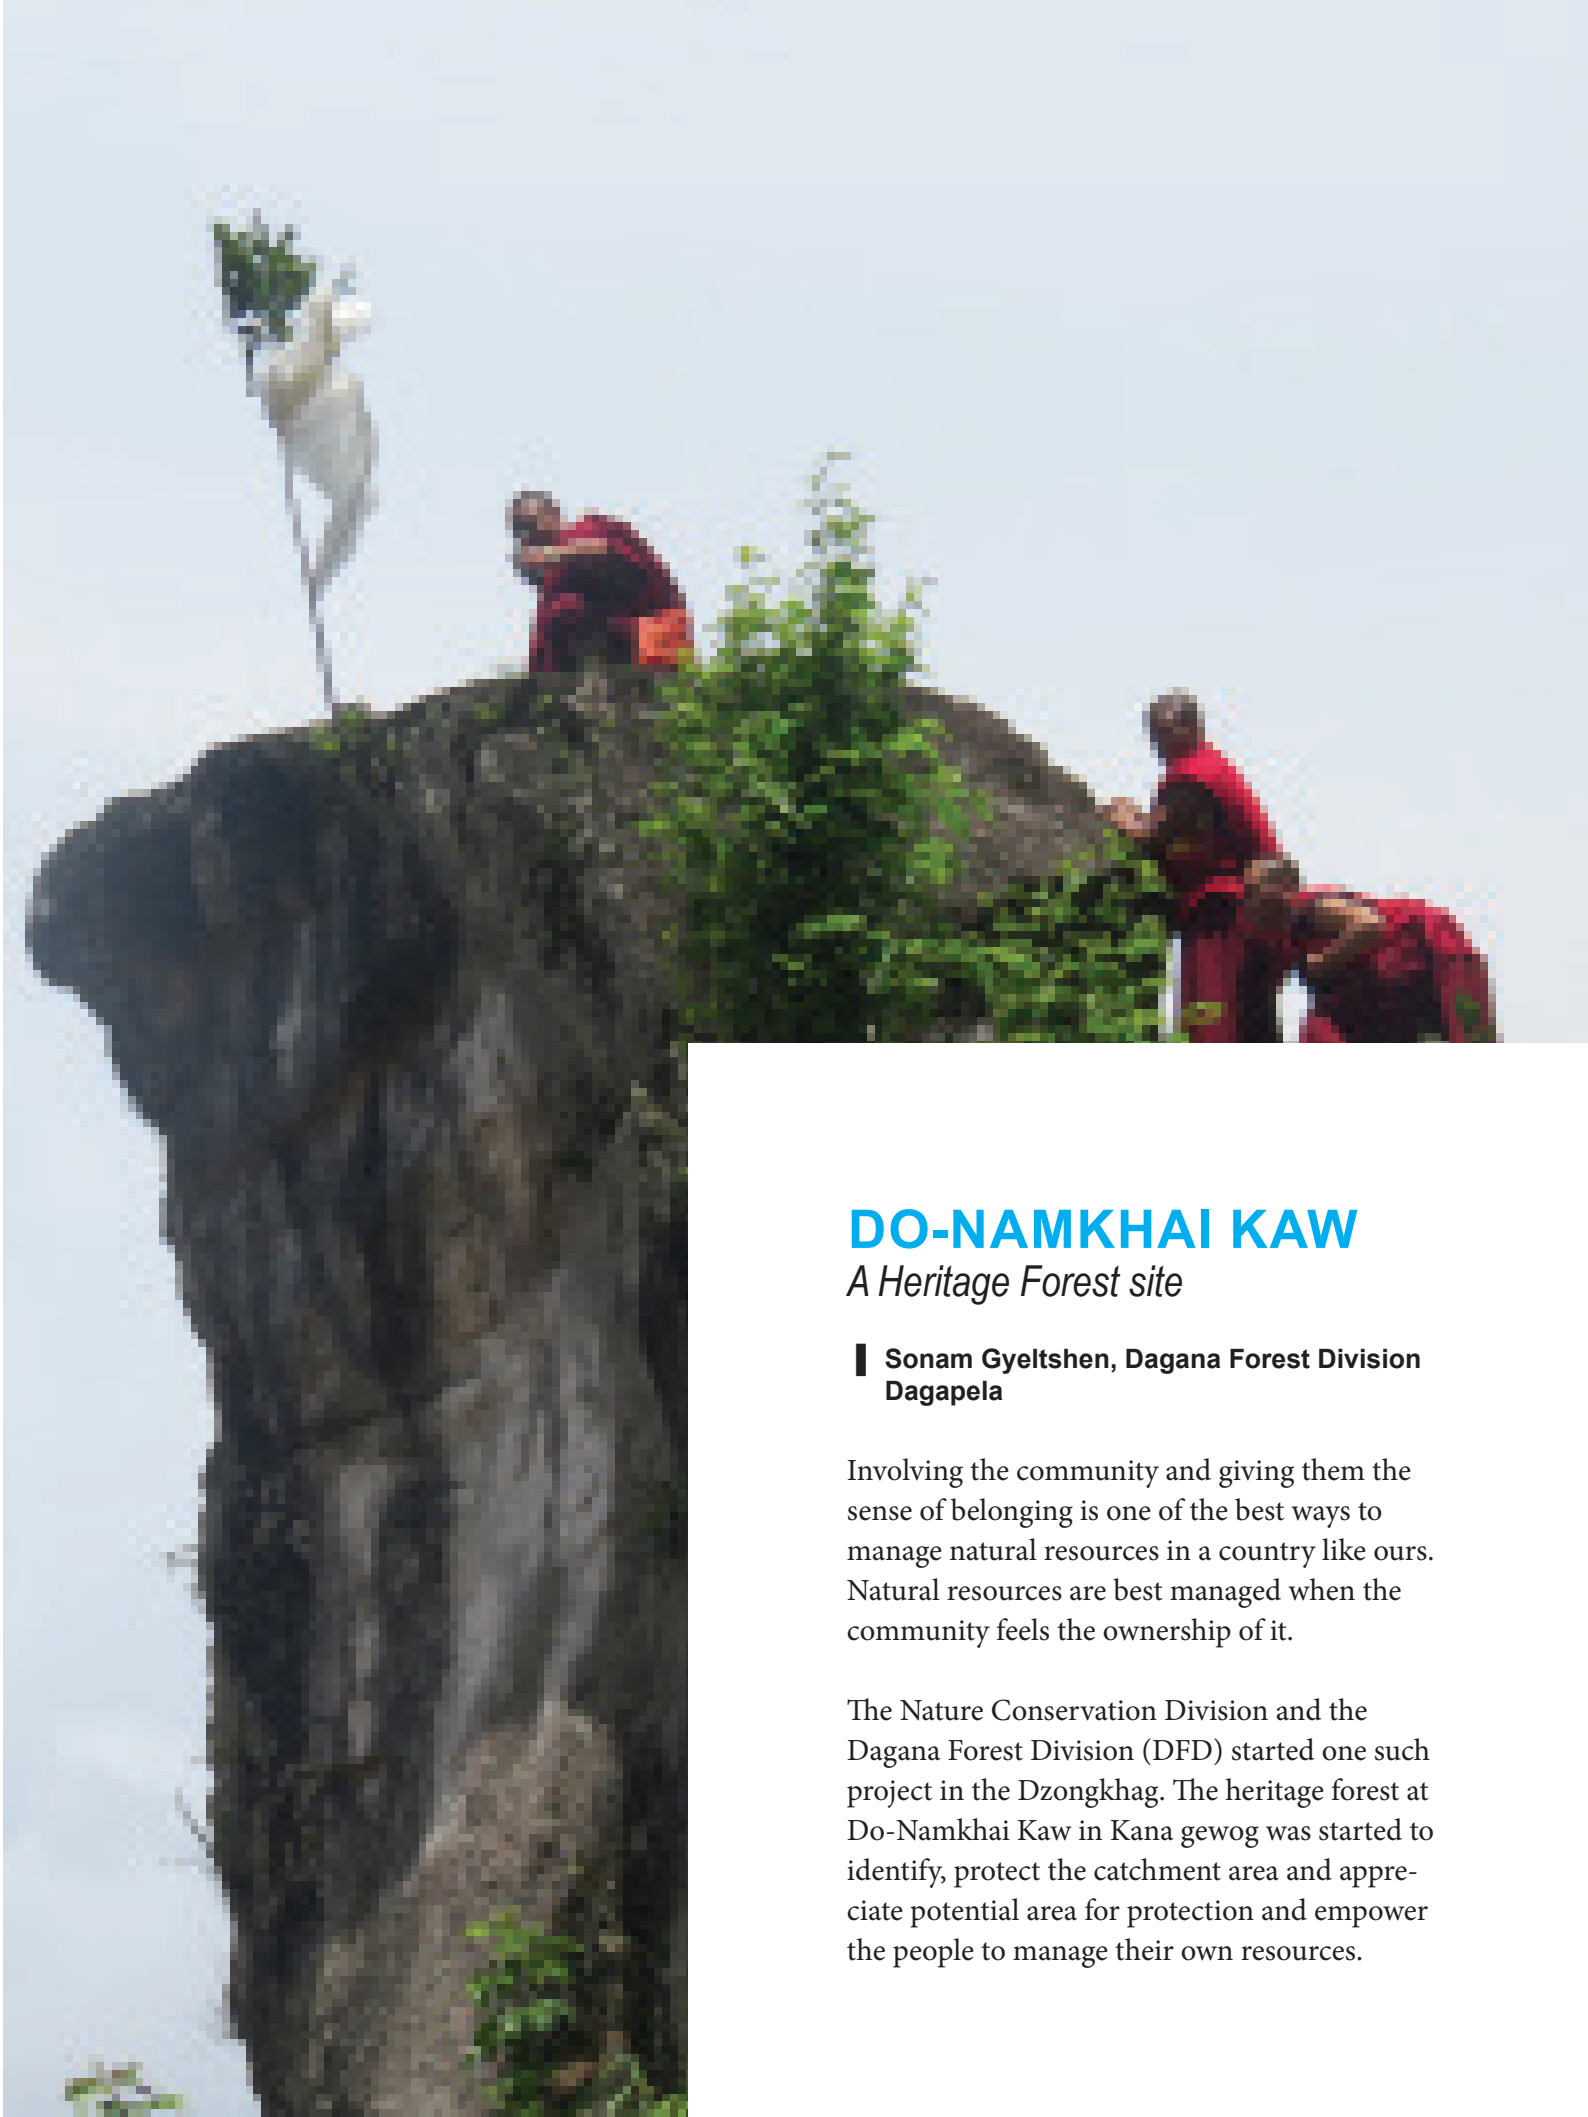 DO-NAMKHAI KAW
A Heritage Forest site
Sonam Gyeltshen, Dagana Forest Division
Dagapela
Involving the community and giving them the
sense of belonging is one of the best ways to
manage natural resources in a country like ours.
Natural resources are best managed when the
community feels the ownership of it.
The Nature Conservation Division and the
Dagana Forest Division (DFD) started one such
project in the Dzongkhag. The heritage forest at
Do-Namkhai Kaw in Kana gewog was started to
identify, protect the catchment area and appre-
ciate potential area for protection and empower
the people to manage their own resources.